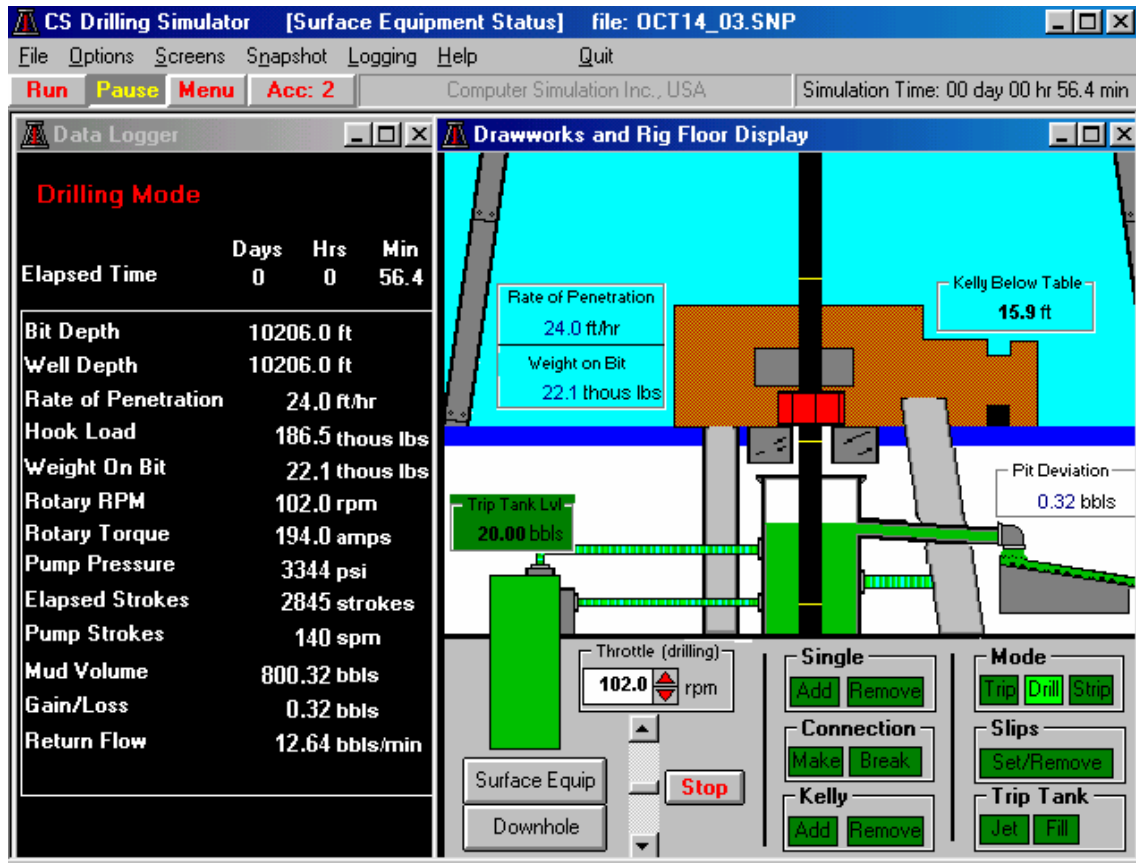 CS Drilling Simulator [Surface Equipment Status] file: OCT14_03.SNP
File Options Screens Snapshot Logging Help Quit
Run Pause Menu Acc: 2 Computer Simulation Inc., USA Simulation Time: 00 day 00 hr 56.4 min
Data Logger
Drilling Mode
Days Hrs Min
Elapsed Time 0 0 56.4
Bit Depth 10206.0 ft
Well Depth 10206.0 ft
Rate of Penetration 24.0 ft/hr
Hook Load 186.5 thous lbs
Weight On Bit 22.1 thous lbs
Rotary RPM 102.0 rpm
Rotary Torque 194.0 amps
Pump Pressure 3344 psi
Elapsed Strokes 2845 strokes
Pump Strokes 140 spm
Mud Volume 800.32 bbls
Gain/Loss 0.32 bbls
Return Flow 12.64 bbls/min
Drawworks and Rig Floor Display
Rate of Penetration
24.0 ft/hr
Weight on Bit
22.1 thous lbs
Kelly Below Table
15.9 ft
Pit Deviation
0.32 bbls
Trip Tank Lvl
20.00 bbls
Throttle (drilling)
102.0 rpm
Surface Equip
Downhole
Stop
Single
Add Remove
Connection
Make Break
Kelly
Add Remove
Mode
Trip Drill Strip
Slips
Set/Remove
Trip Tank
Jet Fill